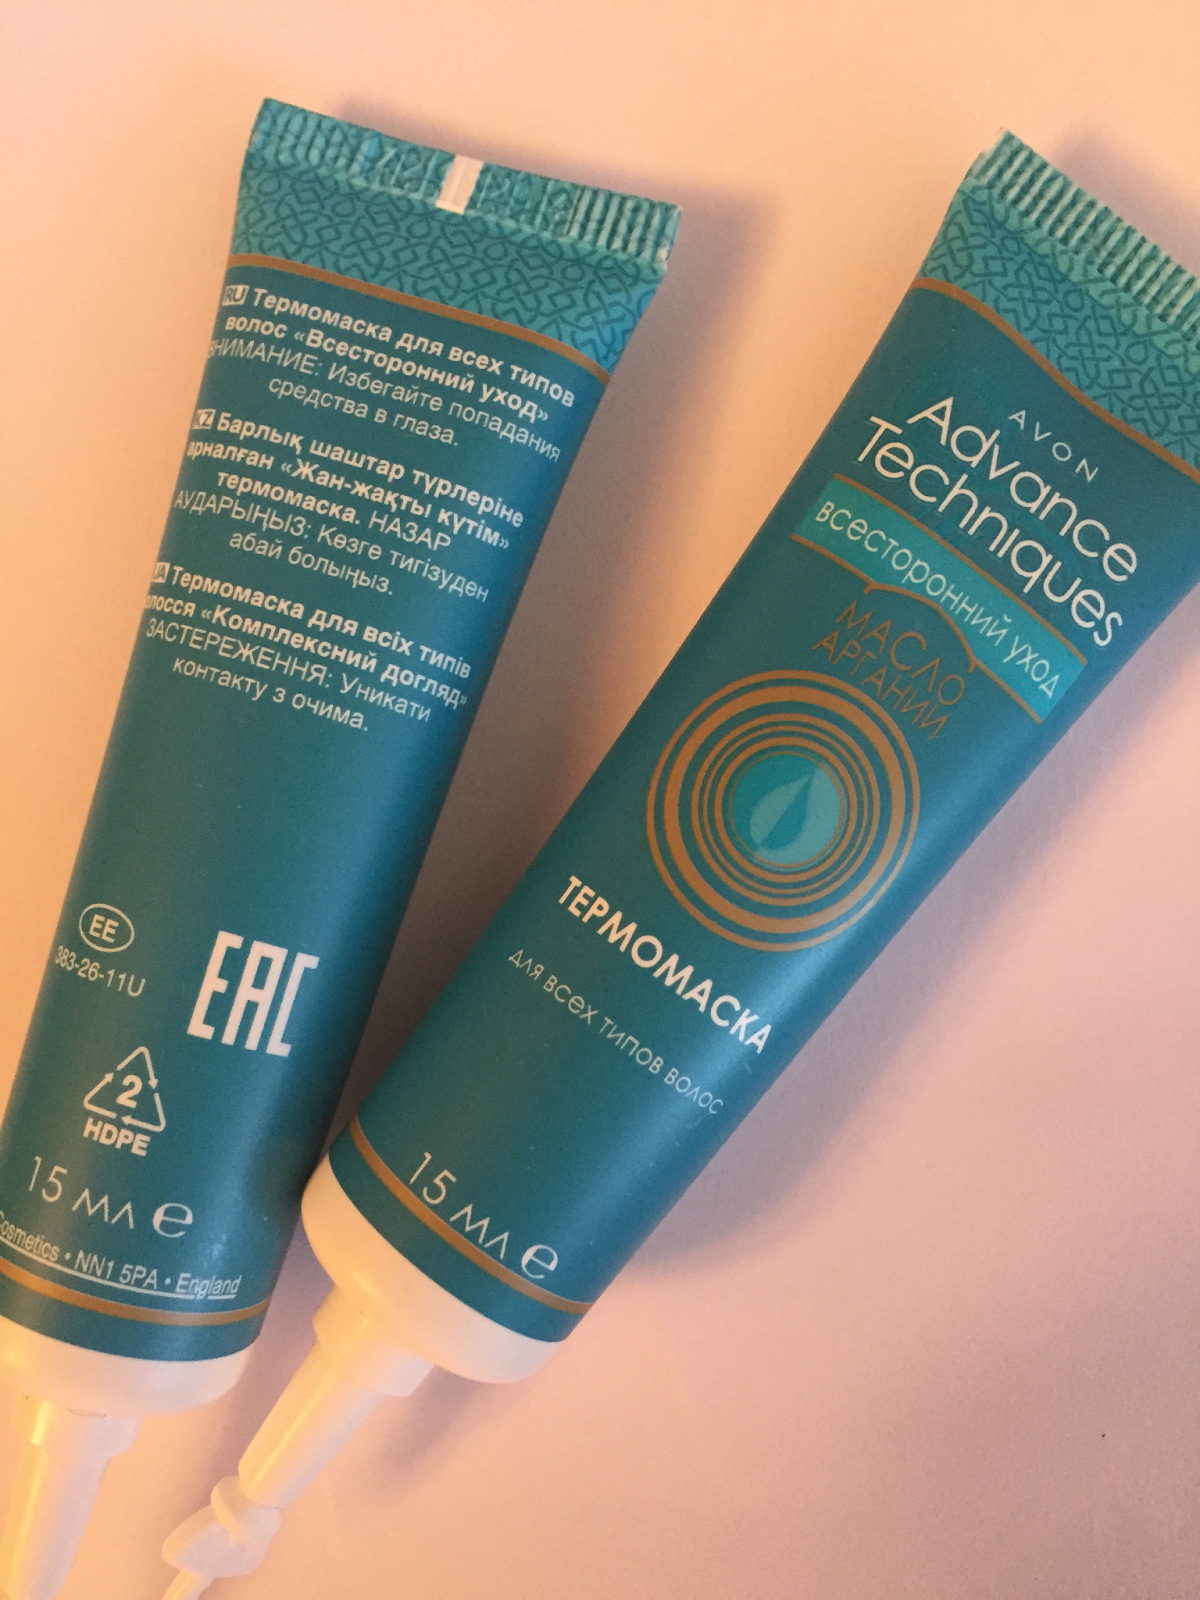 RU Термомаска для всех типов
волос «Всесторонний уход»
ВНИМАНИЕ: Избегайте попадания
средства в глаза.
KZ Барлық шаштар түрлеріне
арналған «Жан-жақты күтім»
термомаска. НАЗАР
АУДАРЫҢЫЗ: Көзге тигізуден
абай болыңыз.
UA Термомаска для всіх типів
волосся «Комплексний догляд»
ЗАСТЕРЕЖЕННЯ: Уникати
контакту з очима.
EE
383-26-11U
EAC
2
HDPE
15 мл e
Cosmetics • NN1 5PA • England
AVON
Advance
Techniques
всесторонний уход
МАСЛО
АРГАНИИ
ТЕРМОМАСКА
для всех типов волос
15 мл e